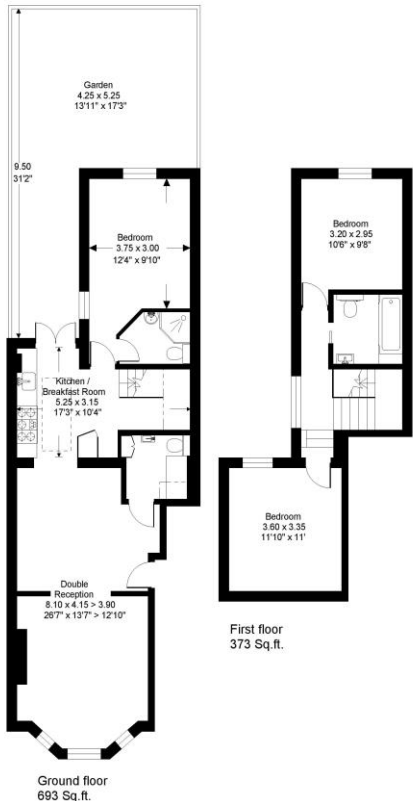 Garden
4.25 x 5.25
13'11" x 17'3"
9.50
31'2"
Bedroom
3.75 x 3.00
12'4" x 9'10"
Kitchen /
Breakfast Room
5.25 x 3.15
17'3" x 10'4"
Double
Reception
8.10 x 4.15 > 3.90
26'7" x 13'7" > 12'10"
Ground floor
693 Sq.ft.
Bedroom
3.20 x 2.95
10'6" x 9'8"
Bedroom
3.60 x 3.35
11'10" x 11'
First floor
373 Sq.ft.